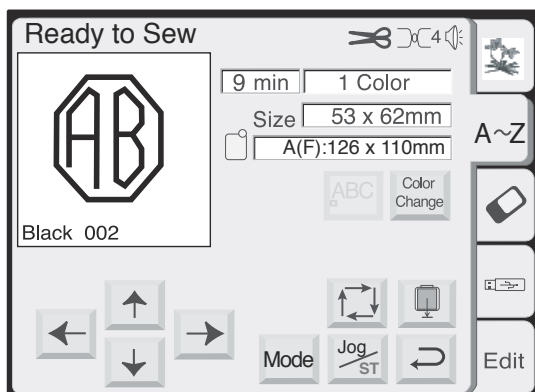 Ready to Sew
4
9 min
1 Color
Size
53 x 62mm
A(F):126 x 110mm
AB
Black 002
ABC
Color
Change
Mode
Jog
ST
A~Z
Edit